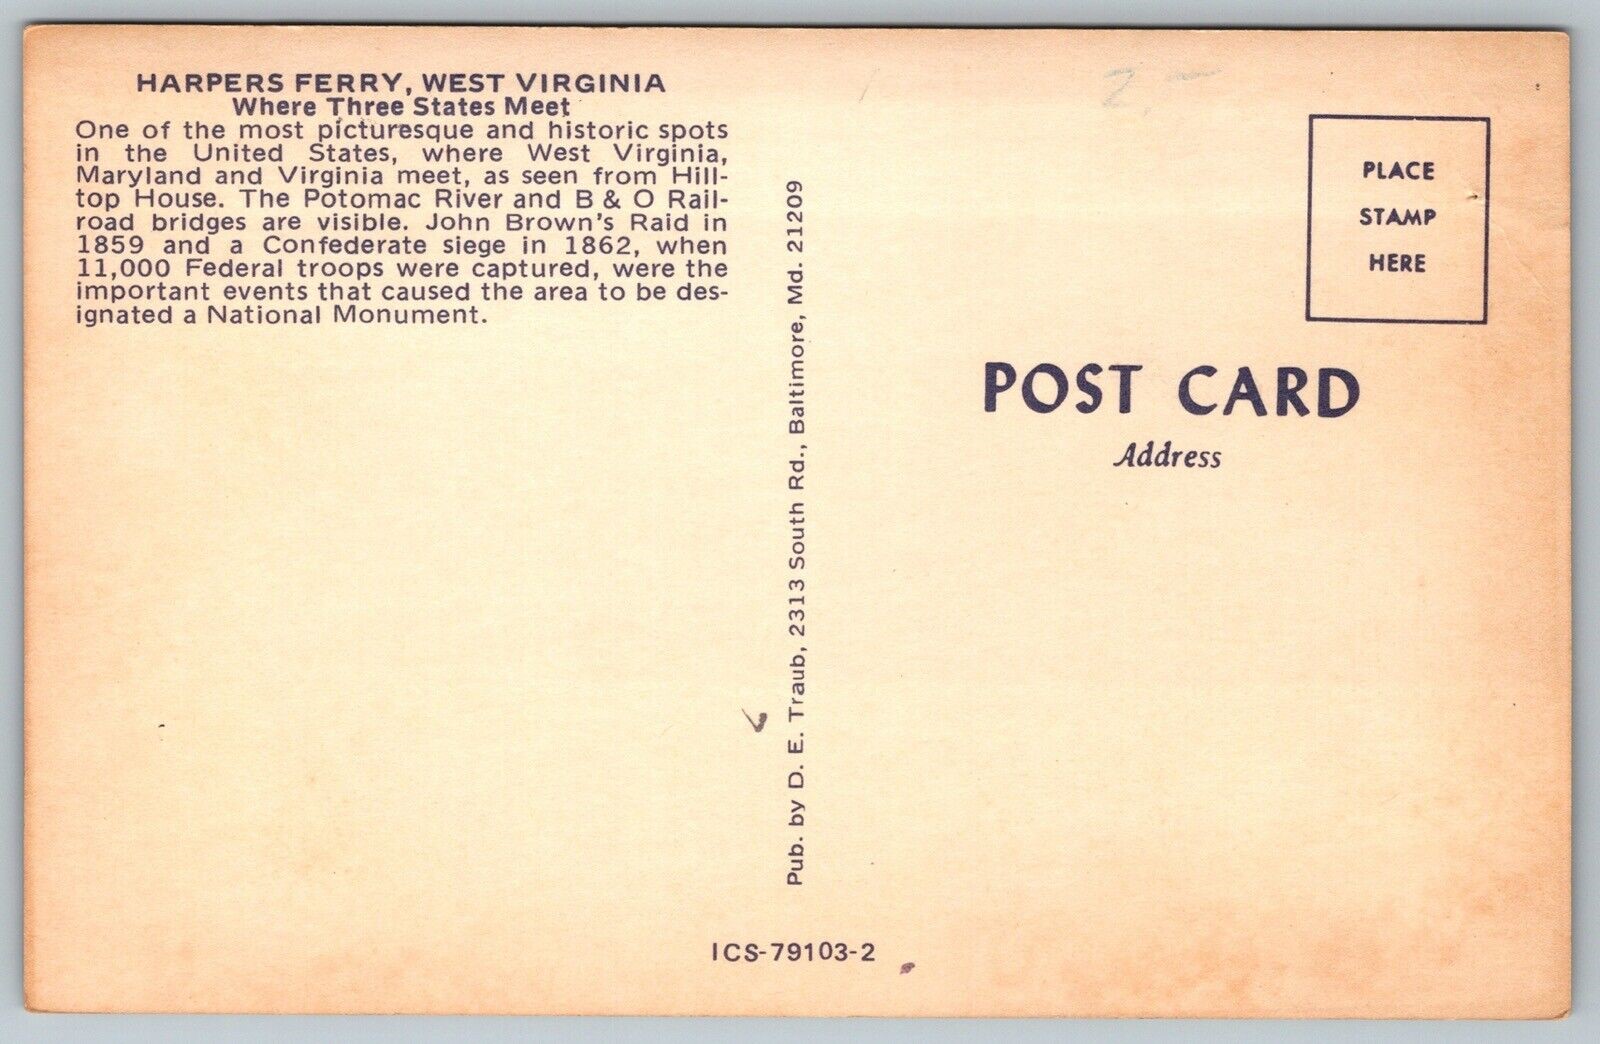 HARPERS FERRY, WEST VIRGINIA
Where Three States Meet
One of the most picturesque and historic spots
in the United States, where West Virginia,
Maryland and Virginia meet, as seen from Hill-
top House. The Potomac River and B & O Rail-
road bridges are visible. John Brown's Raid in
1859 and a Confederate siege in 1862, when
11,000 Federal troops were captured, were the
important events that caused the area to be des-
ignated a National Monument.
Pub. by D. E. Traub, 2313 South Rd., Baltimore, Md. 21209
ICS-79103-2
2-
PLACE
STAMP
HERE
POST CARD
Address